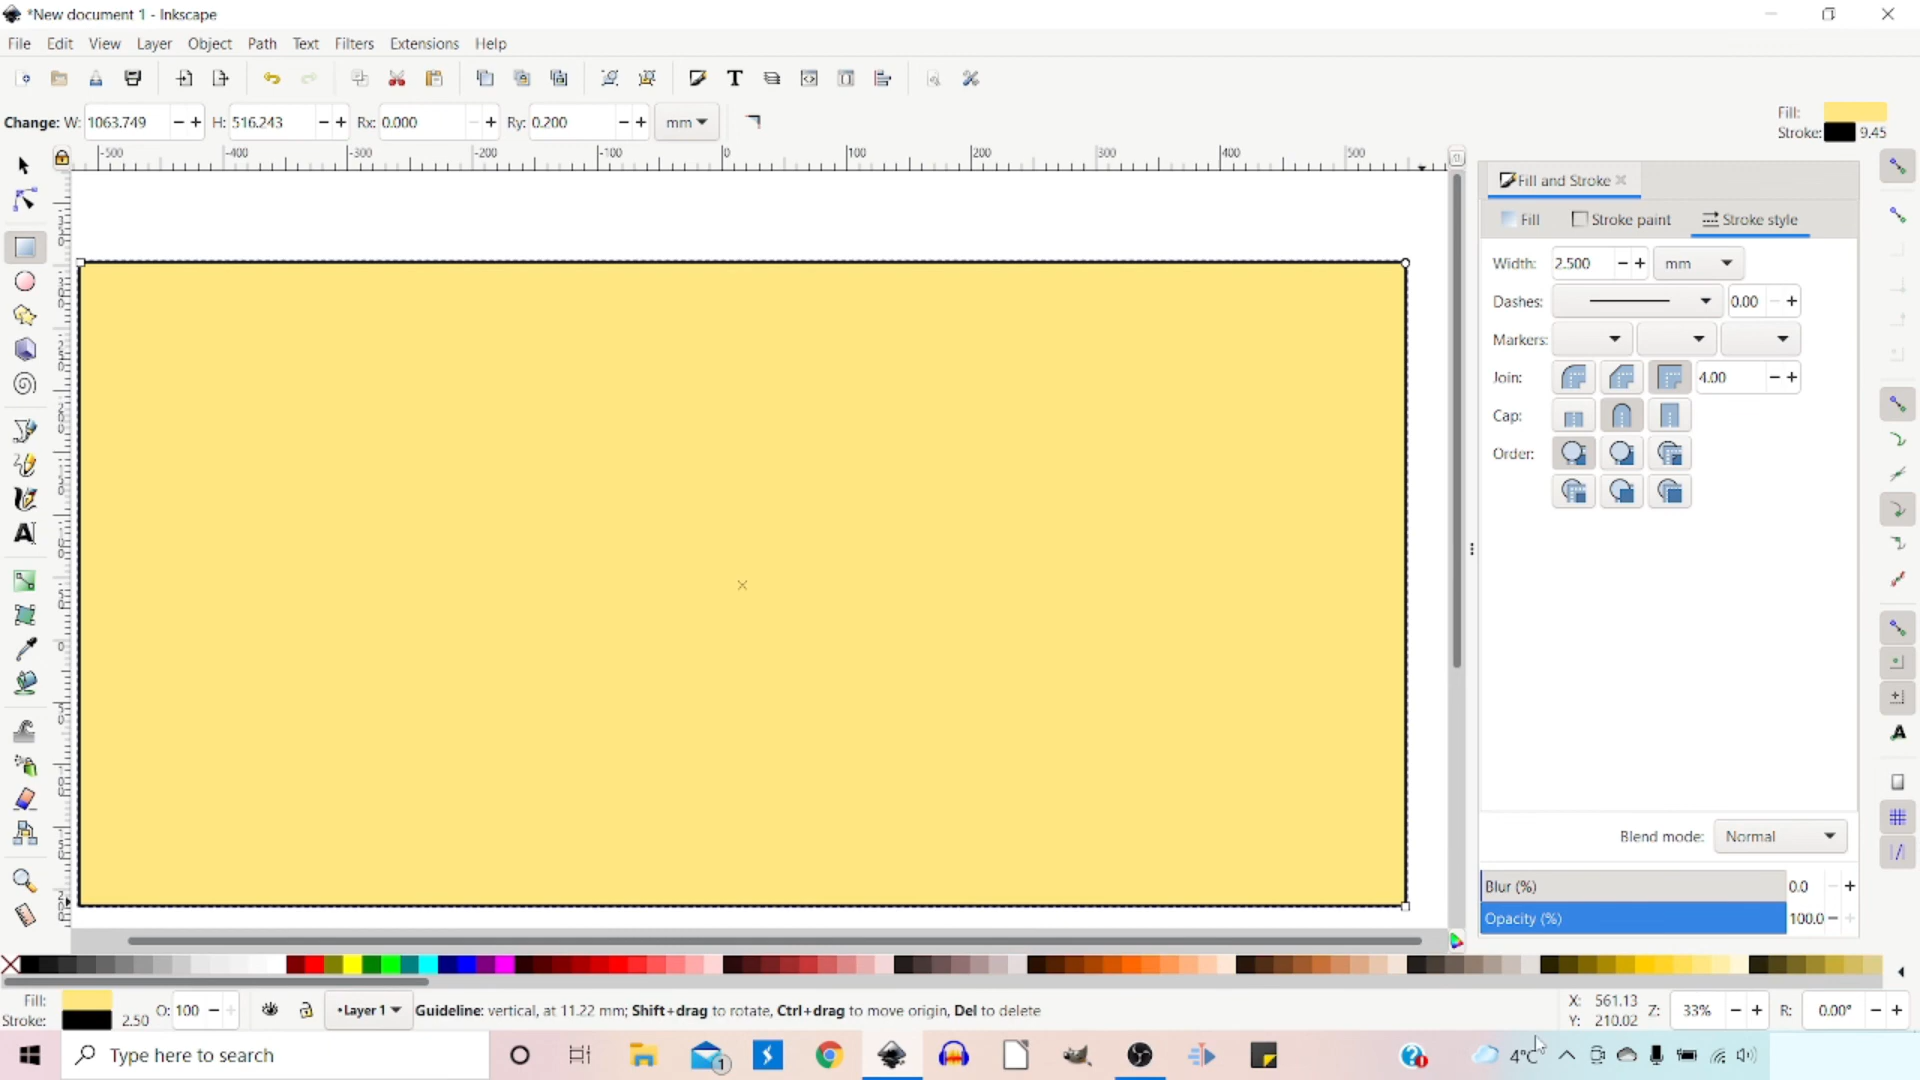 *New document 1 - Inkscape
File Edit View Layer Object Path Text Filters Extensions Help
Change: W: 1063.749 H: 516.243 Rx: 0.000 Ry: 0.200 mm
Fill:
Stroke: 9.45
-500 -400 -300 -200 -100 0 100 200 300 400 500
Fill and Stroke
Fill Stroke paint Stroke style
Width: 2.500 mm
Dashes: 0.00
Markers:
Join: 4.00
Cap:
Order:
Blend mode: Normal
Blur (%) 0.0
Opacity (%) 100.0
Fill:
Stroke: 2.50 O: 100 •Layer 1 Guideline: vertical, at 11.22 mm; Shift+drag to rotate, Ctrl+drag to move origin, Del to delete
X: 561.13
Y: 210.02 Z: 33% R: 0.00°
Type here to search
1
4°C